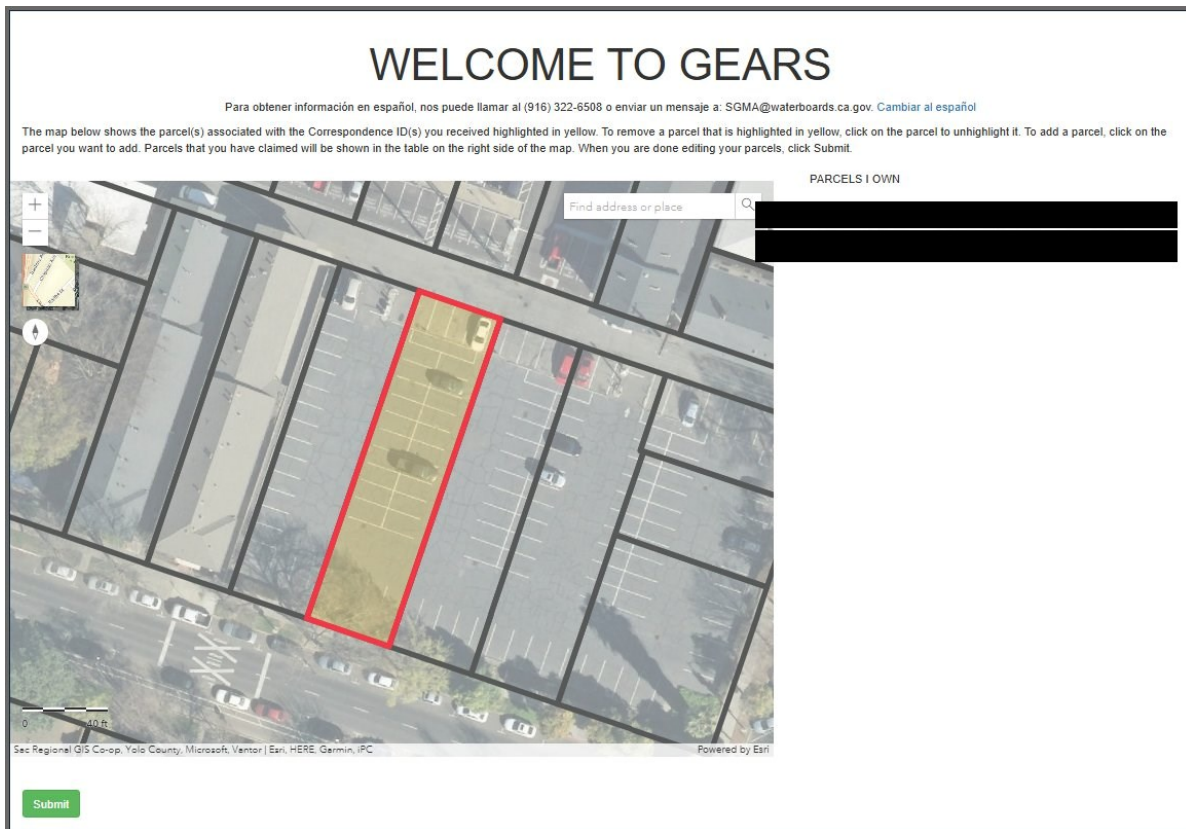 WELCOME TO GEARS
Para obtener información en español, nos puede llamar al (916) 322-6508 o enviar un mensaje a: SGMA@waterboards.ca.gov. Cambiar al español
The map below shows the parcel(s) associated with the Correspondence ID(s) you received highlighted in yellow. To remove a parcel that is highlighted in yellow, click on the parcel to unhighlight it. To add a parcel, click on the
parcel you want to add. Parcels that you have claimed will be shown in the table on the right side of the map. When you are done editing your parcels, click Submit.
PARCELS I OWN
Find address or place
0 40 ft
Sac Regional GIS Co-op, Yolo County, Microsoft, Vantor | Esri, HERE, Garmin, iPC
Powered by Esri
Submit